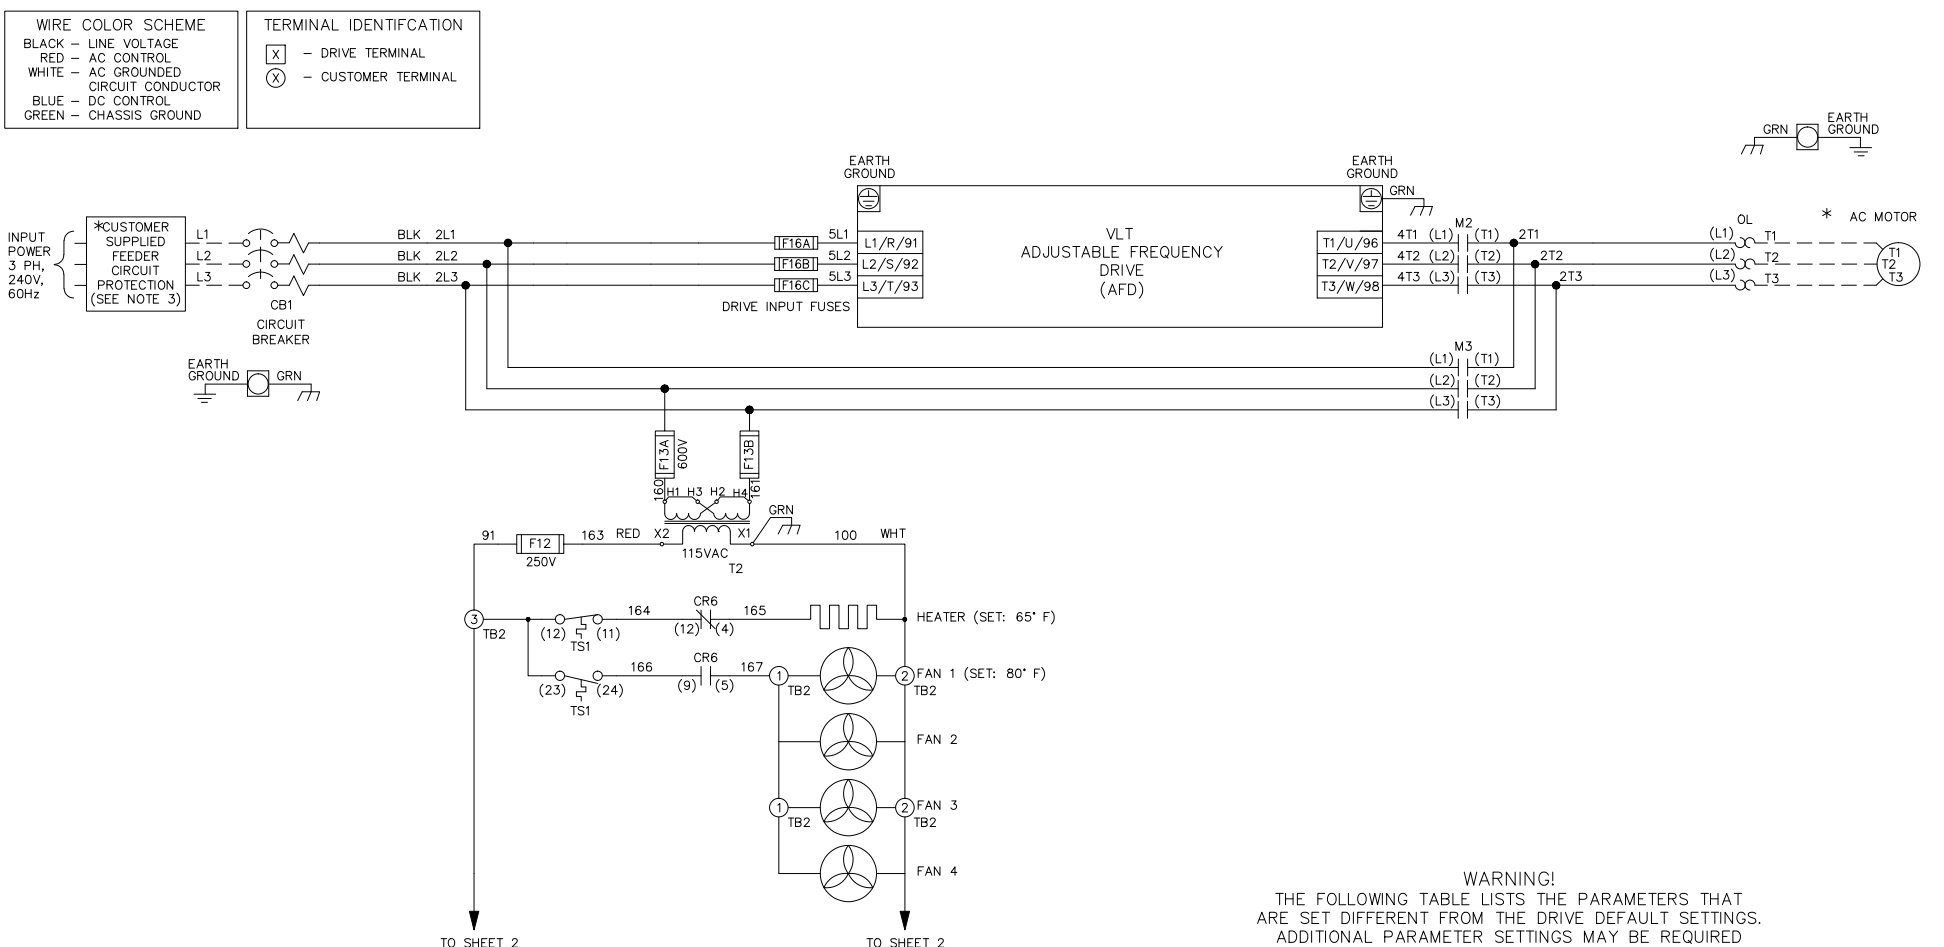 WIRE COLOR SCHEME
BLACK – LINE VOLTAGE
RED – AC CONTROL
WHITE – AC GROUNDED
CIRCUIT CONDUCTOR
BLUE – DC CONTROL
GREEN – CHASSIS GROUND
TERMINAL IDENTIFCATION
X – DRIVE TERMINAL
X – CUSTOMER TERMINAL
GRN
EARTH
GROUND
INPUT
POWER
3 PH,
240V,
60Hz
*CUSTOMER
SUPPLIED
FEEDER
CIRCUIT
PROTECTION
(SEE NOTE 3)
L1
L2
L3
CB1
CIRCUIT
BREAKER
BLK 2L1
BLK 2L2
BLK 2L3
F16A
F16B
F16C
5L1
5L2
5L3
DRIVE INPUT FUSES
EARTH
GROUND
L1/R/91
L2/S/92
L3/T/93
VLT
ADJUSTABLE FREQUENCY
DRIVE
(AFD)
EARTH
GROUND
GRN
T1/U/96
T2/V/97
T3/W/98
M2
4T1 (L1) (T1) 2T1
4T2 (L2) (T2) 2T2
4T3 (L3) (T3) 2T3
OL
(L1) T1
(L2) T2
(L3) T3
* AC MOTOR
T1
T2
T3
EARTH
GROUND GRN
M3
(L1) (T1)
(L2) (T2)
(L3) (T3)
F13A
600V
F13B
160
161
H1 H3 H2 H4
GRN
91 F12 163 RED X2 X1 100 WHT
250V
115VAC
T2
3
TB2
164
CR6
165
(12) (11)
TS1
(12) (4)
HEATER (SET: 65° F)
166
CR6
167
(23) (24)
TS1
(9) (5)
1
TB2
2
TB2
FAN 1 (SET: 80° F)
FAN 2
1
TB2
2
TB2
FAN 3
FAN 4
TO SHEET 2
TO SHEET 2
WARNING!
THE FOLLOWING TABLE LISTS THE PARAMETERS THAT
ARE SET DIFFERENT FROM THE DRIVE DEFAULT SETTINGS.
ADDITIONAL PARAMETER SETTINGS MAY BE REQUIRED